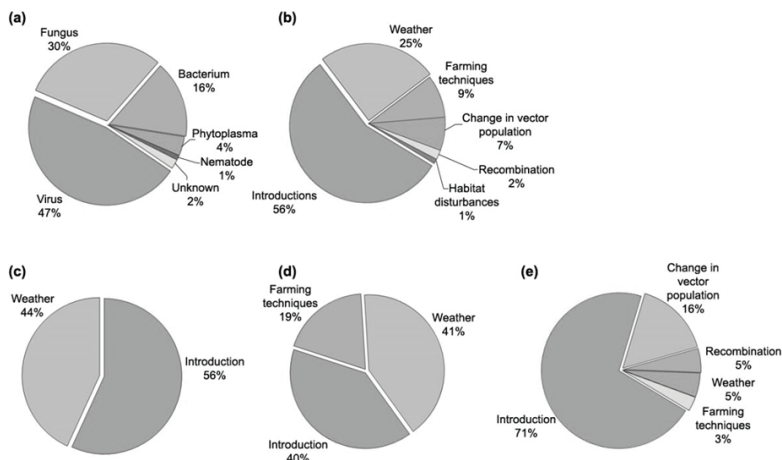 (a)
Fungus
30%
Bacterium
16%
Phytoplasma
4%
Nematode
1%
Unknown
2%
Virus
47%
(b)
Weather
25%
Farming
techniques
9%
Change in vector
population
7%
Recombination
2%
Habitat
disturbances
1%
Introductions
56%
(c)
Weather
44%
Introduction
56%
(d)
Farming
techniques
19%
Weather
41%
Introduction
40%
(e)
Change in
vector
population
16%
Recombination
5%
Weather
5%
Farming
techniques
3%
Introduction
71%